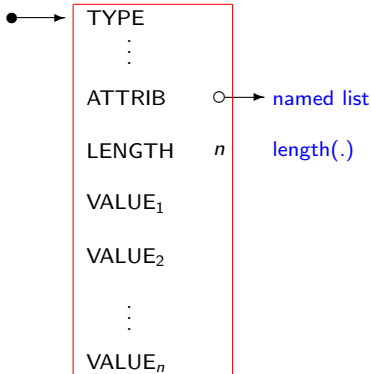 TYPE
⋮
ATTRIB named list
LENGTH n length(.)
VALUE₁
VALUE₂
⋮
VALUEₙ